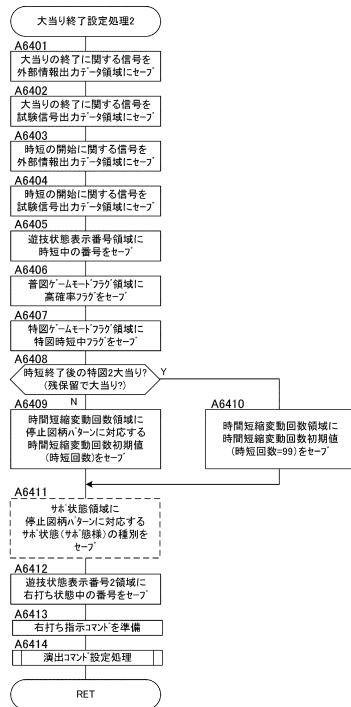 大当り終了設定処理2
A6401
大当りの終了に関する信号を
外部情報出力データ領域にセーブ
A6402
大当りの終了に関する信号を
試験信号出力データ領域にセーブ
A6403
時短の開始に関する信号を
外部情報出力データ領域にセーブ
A6404
時短の開始に関する信号を
試験信号出力データ領域にセーブ
A6405
遊技状態表示番号領域に
時短中の番号をセーブ
A6406
普図ゲームモードフラグ領域に
高確率フラグをセーブ
A6407
特図ゲームモードフラグ領域に
特図時短中フラグをセーブ
A6408
時短終了後の特図2大当り?
(残保留で大当り?)
Y
N
A6409
時間短縮変動回数領域に
停止図柄パターンに対応する
時間短縮変動回数初期値
(時短回数)をセーブ
A6410
時間短縮変動回数領域に
時間短縮変動回数初期値
(時短回数=99)をセーブ
A6411
サポ状態領域に
停止図柄パターンに対応する
サポ状態(サポ態様)の種別を
セーブ
A6412
遊技状態表示番号2領域に
右打ち状態中の番号をセーブ
A6413
右打ち指示コマンドを準備
A6414
演出コマンド設定処理
RET